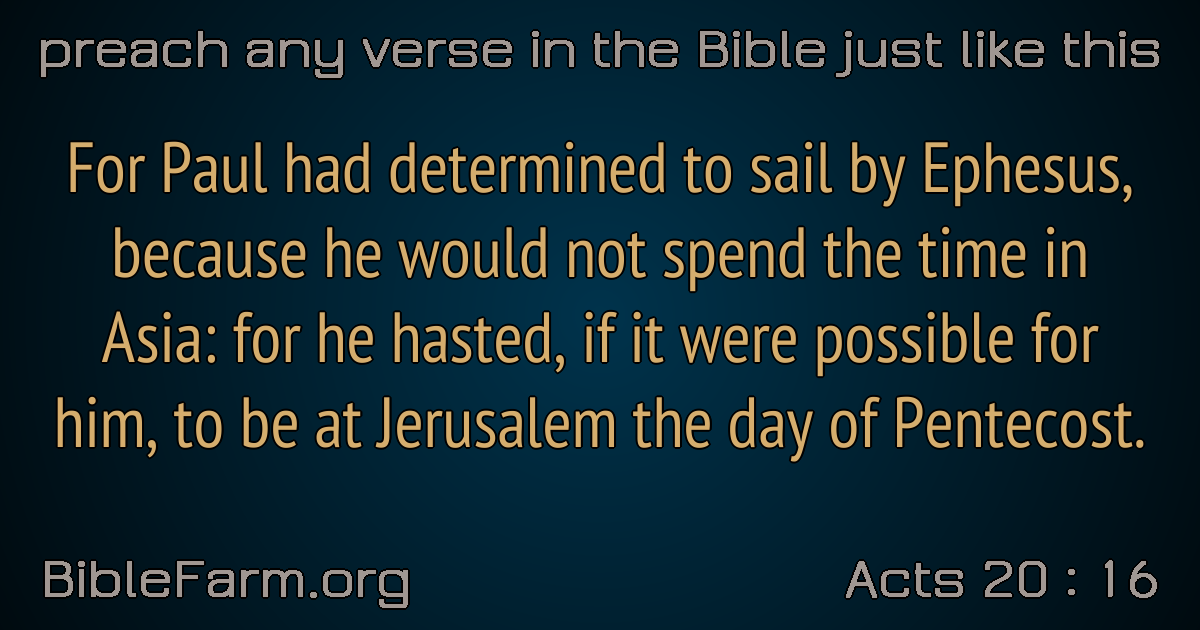 preach any verse in the Bible just like this
For Paul had determined to sail by Ephesus,
because he would not spend the time in
Asia: for he hasted, if it were possible for
him, to be at Jerusalem the day of Pentecost.
BibleFarm.org
Acts 20 : 16